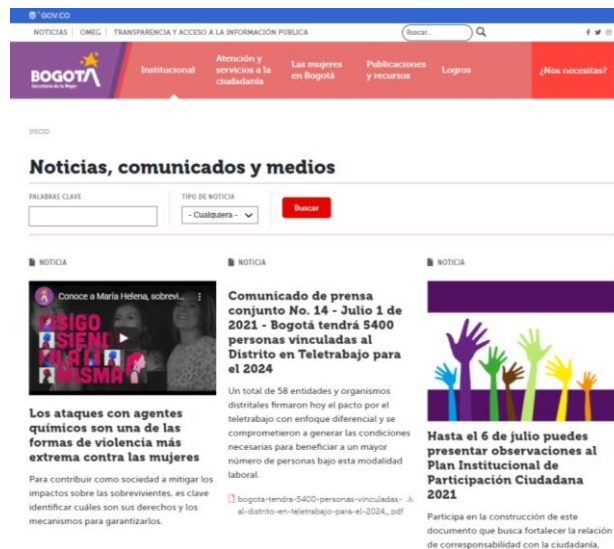 GOV.CO
NOTICIAS | OMEG | TRANSPARENCIA Y ACCESO A LA INFORMACIÓN PUBLICA
Buscar...
BOGOTÁ
Secretaría de la Mujer
Institucional
Atención y
servicios a la
ciudadanía
Las mujeres
en Bogotá
Publicaciones
y recursos
Logros
¿Nos necesitas?
INICIO
Noticias, comunicados y medios
PALABRAS CLAVE
TIPO DE NOTICIA
- Cualquiera -
Buscar
NOTICIA
Conoce a María Helena, sobrevi...
SIGO
SIEND
LA
MISMA
Los ataques con agentes
químicos son una de las
formas de violencia más
extrema contra las mujeres
Para contribuir como sociedad a mitigar los
impactos sobre las sobrevivientes, es clave
identificar cuáles son sus derechos y los
mecanismos para garantizarlos.
NOTICIA
Comunicado de prensa
conjunto No. 14 - Julio 1 de
2021 - Bogotá tendrá 5400
personas vinculadas al
Distrito en Teletrabajo para
el 2024
Un total de 58 entidades y organismos
distritales firmaron hoy el pacto por el
teletrabajo con enfoque diferencial y se
comprometieron a generar las condiciones
necesarias para beneficiar a un mayor
número de personas bajo esta modalidad
laboral.
bogota-tendra-5400-personas-vinculadas-
al-distrito-en-teletrabajo-para-el-2024_.pdf
NOTICIA
Hasta el 6 de julio puedes
presentar observaciones al
Plan Institucional de
Participación Ciudadana
2021
Participa en la construcción de este
documento que busca fortalecer la relación
de corresponsabilidad con la ciudadanía.